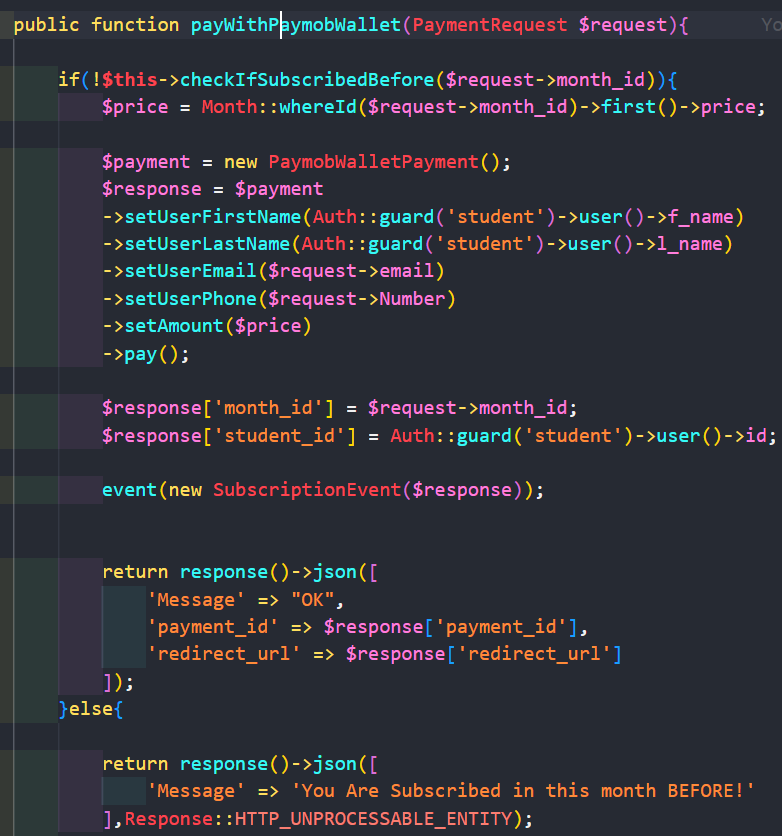 public function payWithPaymobWallet(PaymentRequest $request){ Yo
if(!$this->checkIfSubscribedBefore($request->month_id)){
$price = Month::whereId($request->month_id)->first()->price;
$payment = new PaymobWalletPayment();
$response = $payment
->setUserFirstName(Auth::guard('student')->user()->f_name)
->setUserLastName(Auth::guard('student')->user()->l_name)
->setUserEmail($request->email)
->setUserPhone($request->Number)
->setAmount($price)
->pay();
$response['month_id'] = $request->month_id;
$response['student_id'] = Auth::guard('student')->user()->id;
event(new SubscriptionEvent($response));
return response()->json([
'Message' => "OK",
'payment_id' => $response['payment_id'],
'redirect_url' => $response['redirect_url']
]);
}else{
return response()->json([
'Message' => 'You Are Subscribed in this month BEFORE!'
],Response::HTTP_UNPROCESSABLE_ENTITY);